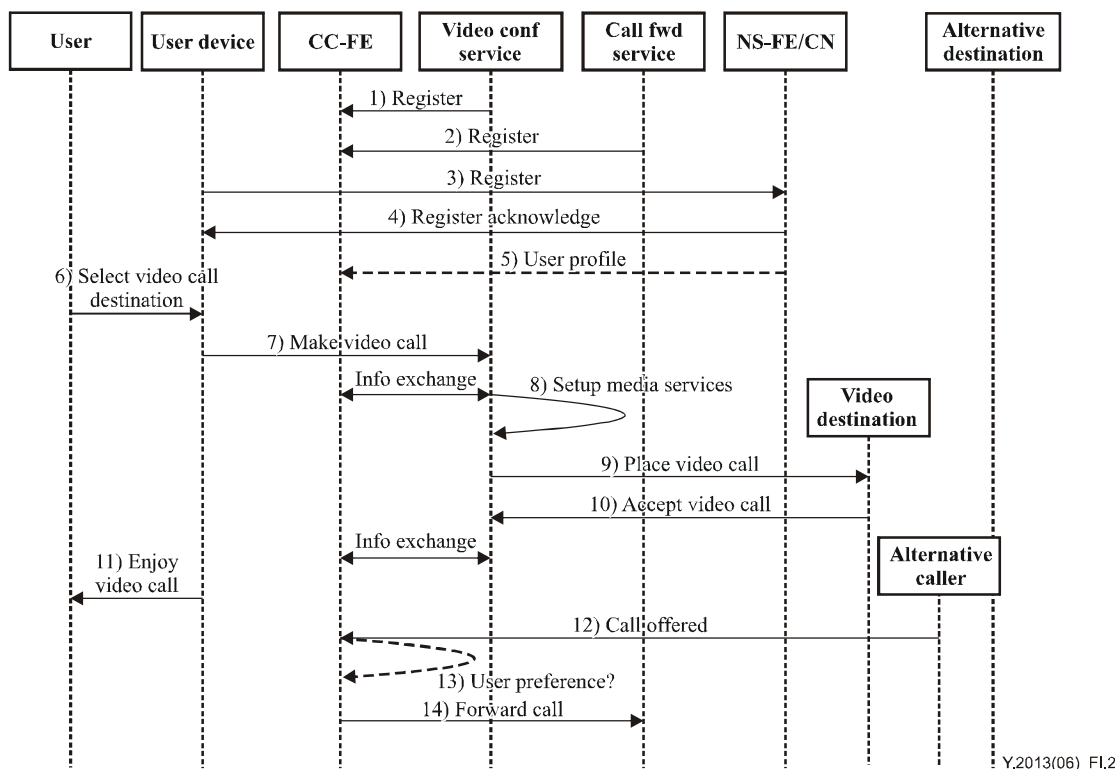 User
User device
CC-FE
Video conf
service
Call fwd
service
NS-FE/CN
Alternative
destination
1) Register
2) Register
3) Register
4) Register acknowledge
5) User profile
6) Select video call
destination
7) Make video call
Info exchange
8) Setup media services
Video
destination
9) Place video call
10) Accept video call
Info exchange
Alternative
caller
11) Enjoy
video call
12) Call offered
13) User preference?
14) Forward call
Y.2013(06)_FI.2